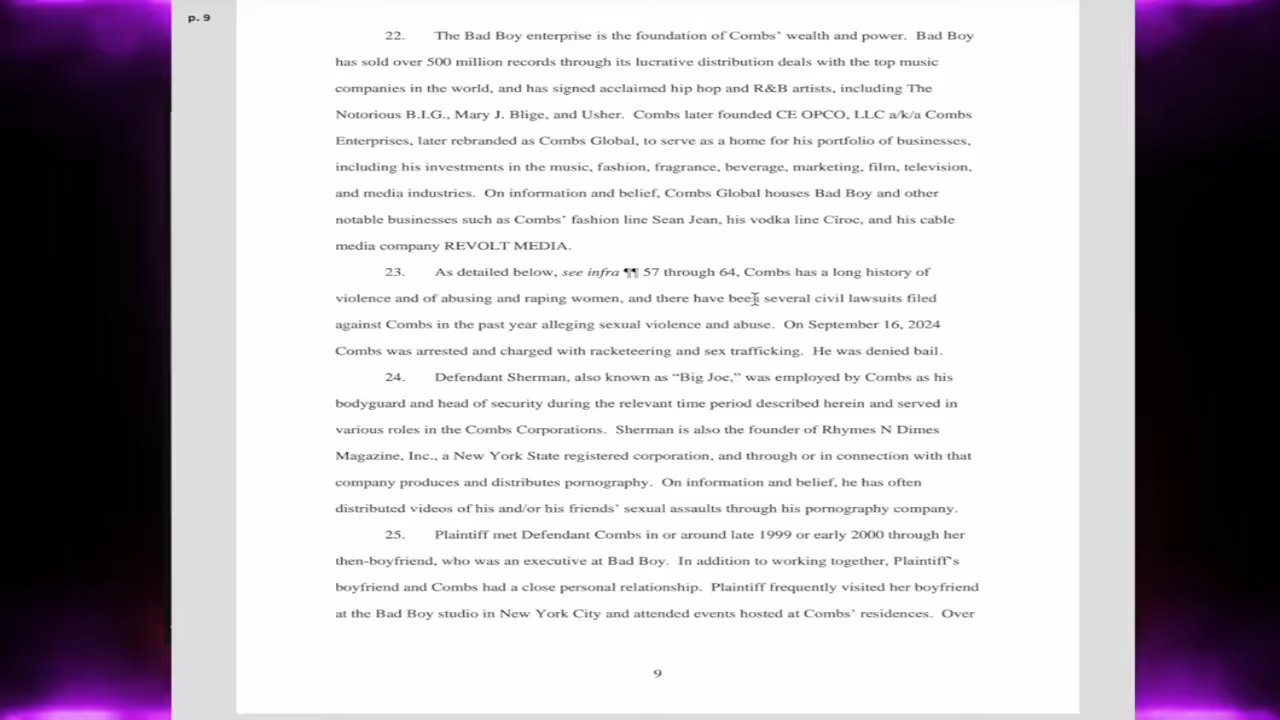 p. 9
22. The Bad Boy enterprise is the foundation of Combs' wealth and power. Bad Boy
has sold over 500 million records through its lucrative distribution deals with the top music
companies in the world, and has signed acclaimed hip hop and R&B artists, including The
Notorious B.I.G., Mary J. Blige, and Usher. Combs later founded CE OPCO, LLC a/k/a Combs
Enterprises, later rebranded as Combs Global, to serve as a home for his portfolio of businesses,
including his investments in the music, fashion, fragrance, beverage, marketing, film, television,
and media industries. On information and belief, Combs Global houses Bad Boy and other
notable businesses such as Combs' fashion line Sean Jean, his vodka line Cîroc, and his cable
media company REVOLT MEDIA.
23. As detailed below, see infra ¶¶ 57 through 64, Combs has a long history of
violence and of abusing and raping women, and there have been several civil lawsuits filed
against Combs in the past year alleging sexual violence and abuse. On September 16, 2024
Combs was arrested and charged with racketeering and sex trafficking. He was denied bail.
24. Defendant Sherman, also known as “Big Joe,” was employed by Combs as his
bodyguard and head of security during the relevant time period described herein and served in
various roles in the Combs Corporations. Sherman is also the founder of Rhymes N Dimes
Magazine, Inc., a New York State registered corporation, and through or in connection with that
company produces and distributes pornography. On information and belief, he has often
distributed videos of his and/or his friends' sexual assaults through his pornography company.
25. Plaintiff met Defendant Combs in or around late 1999 or early 2000 through her
then-boyfriend, who was an executive at Bad Boy. In addition to working together, Plaintiff's
boyfriend and Combs had a close personal relationship. Plaintiff frequently visited her boyfriend
at the Bad Boy studio in New York City and attended events hosted at Combs' residences. Over
9